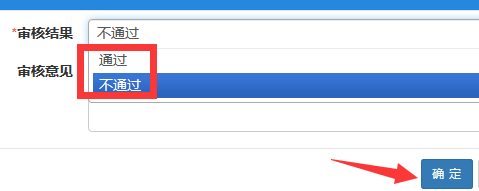 *审核结果 不通过
通过
审核意见
不通过
确 定